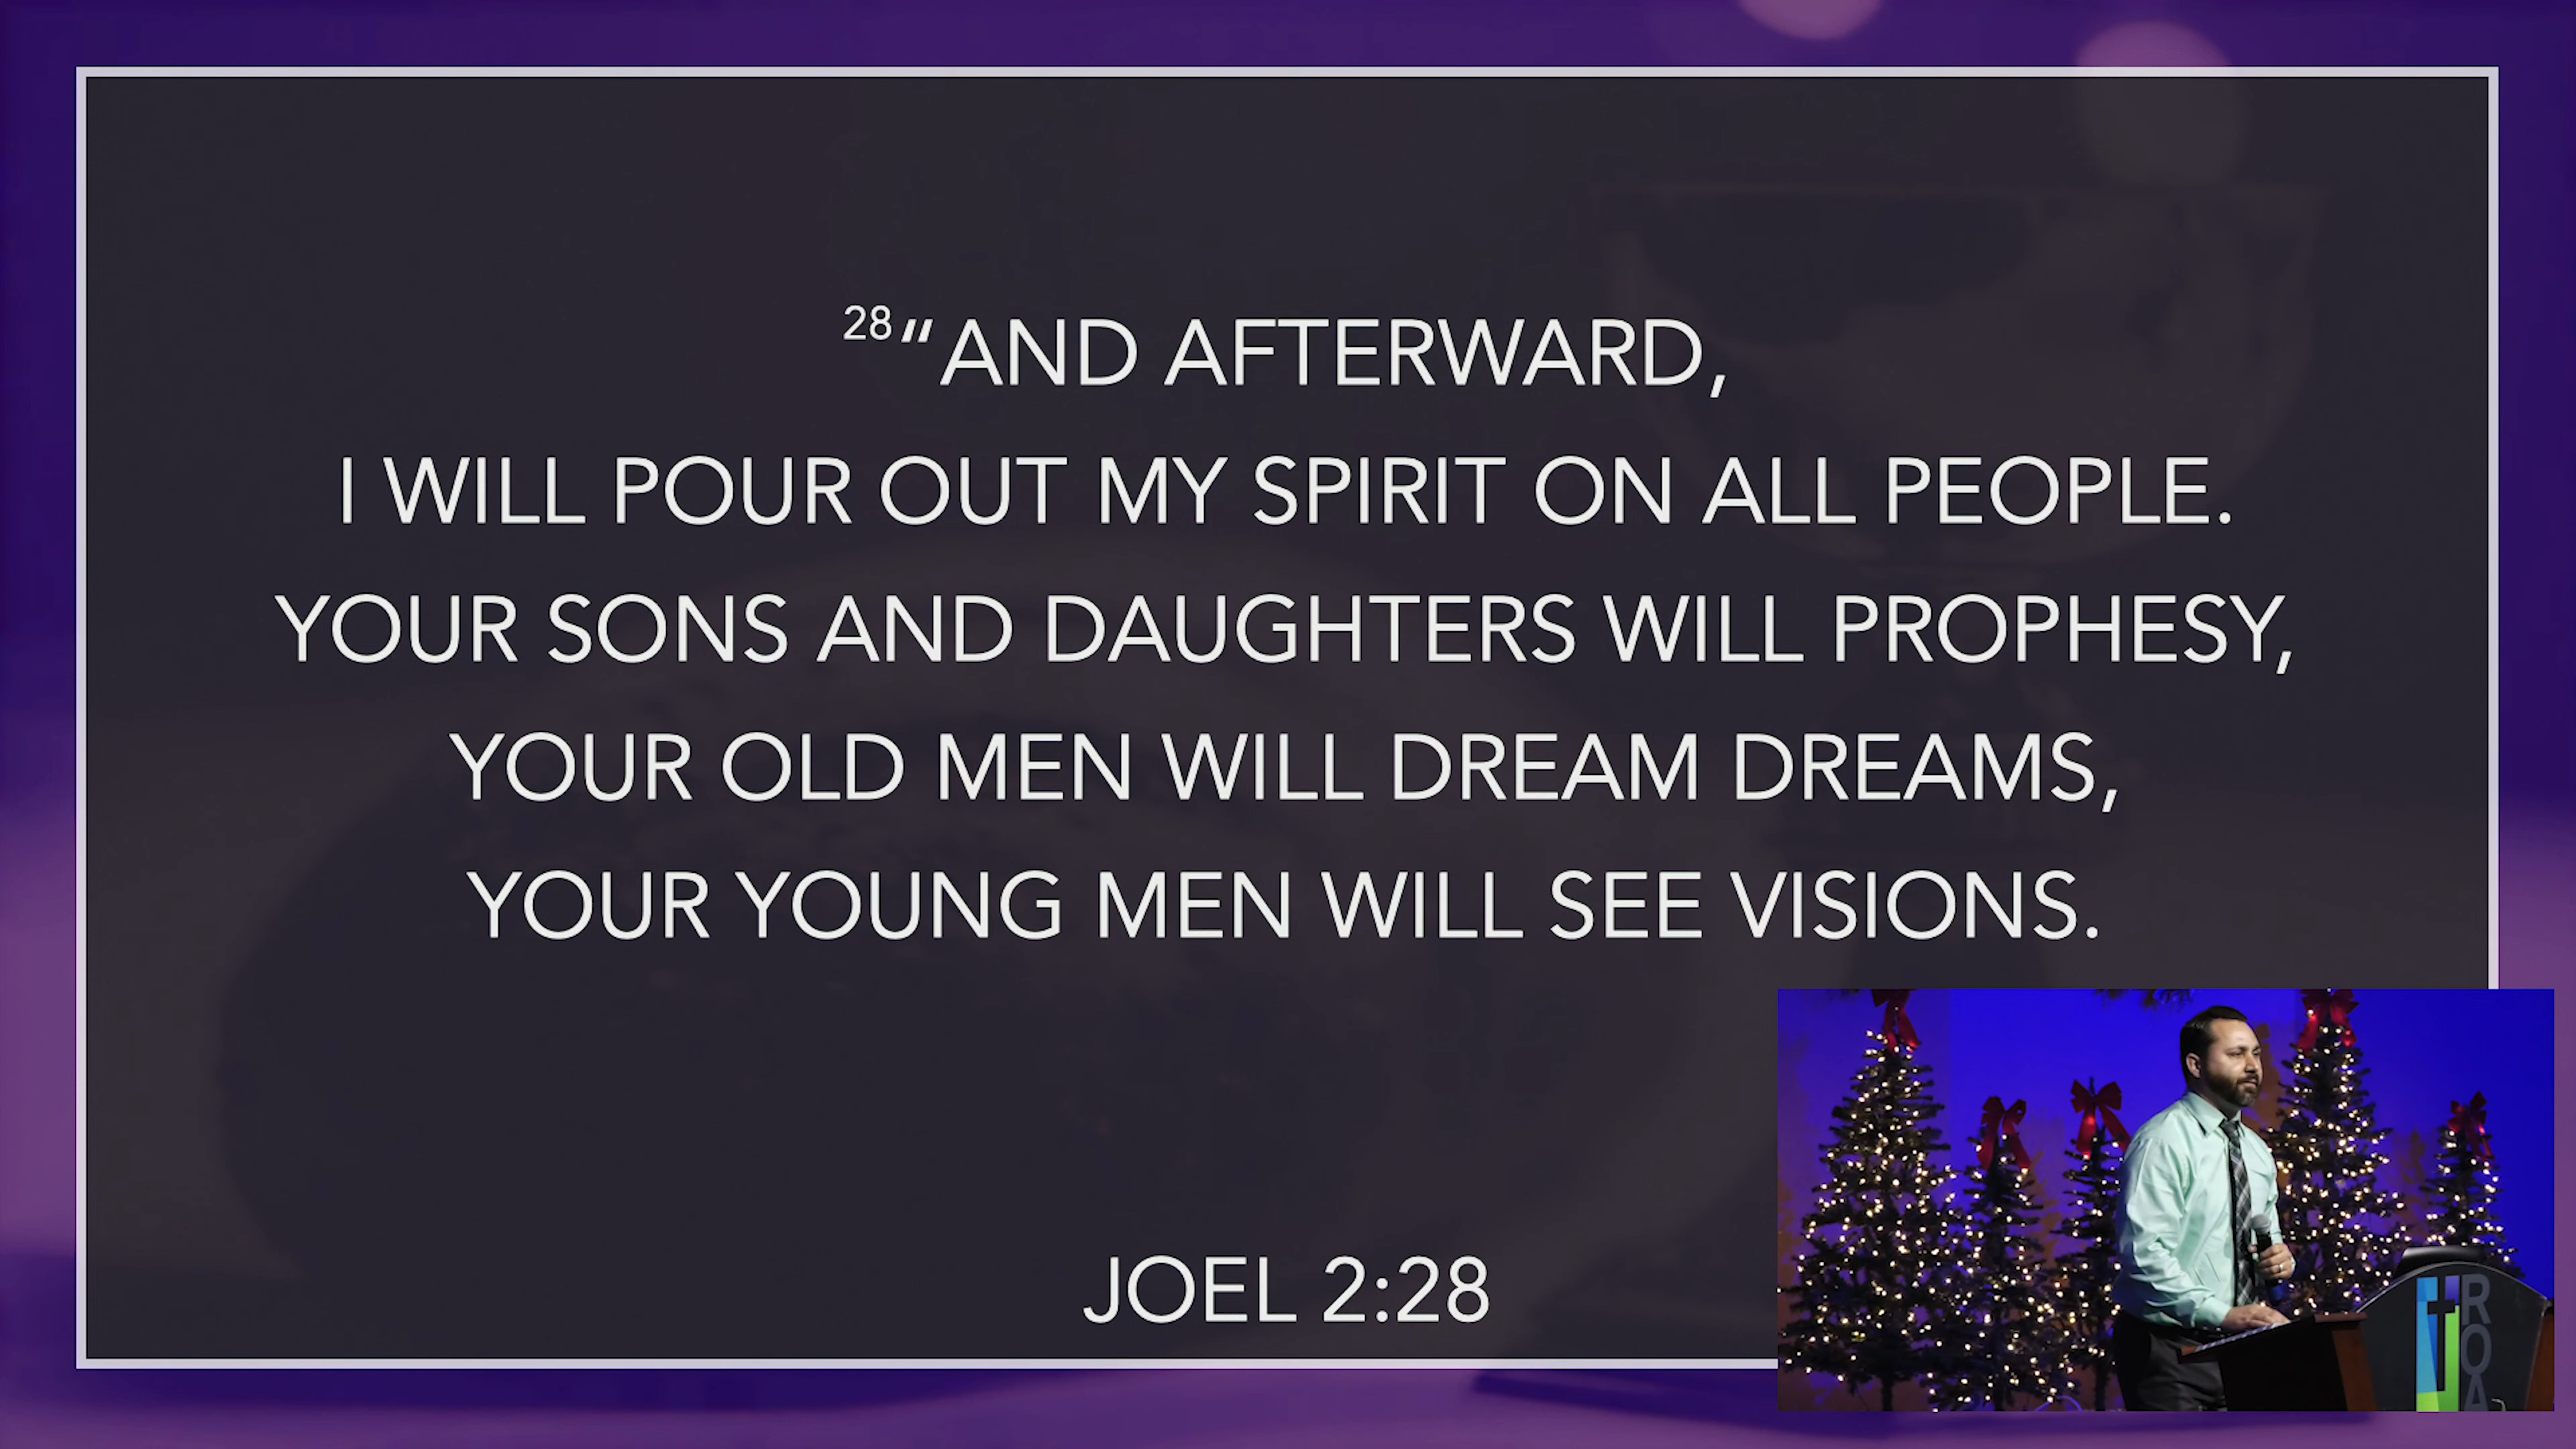 28“AND AFTERWARD,
I WILL POUR OUT MY SPIRIT ON ALL PEOPLE.
YOUR SONS AND DAUGHTERS WILL PROPHESY,
YOUR OLD MEN WILL DREAM DREAMS,
YOUR YOUNG MEN WILL SEE VISIONS.
JOEL 2:28